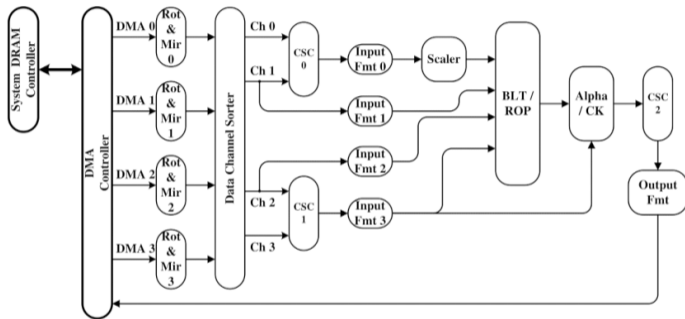 System DRAM
Controller
DMA
Controller
DMA 0
DMA 1
DMA 2
DMA 3
Rot
&
Mir
0
Rot
&
Mir
1
Rot
&
Mir
2
Rot
&
Mir
3
Data Channel Sorter
Ch 0
Ch 1
Ch 2
Ch 3
CSC
0
CSC
1
Input
Fmt 0
Input
Fmt 1
Input
Fmt 2
Input
Fmt 3
Scaler
BLT /
ROP
Alpha
/ CK
CSC
2
Output
Fmt